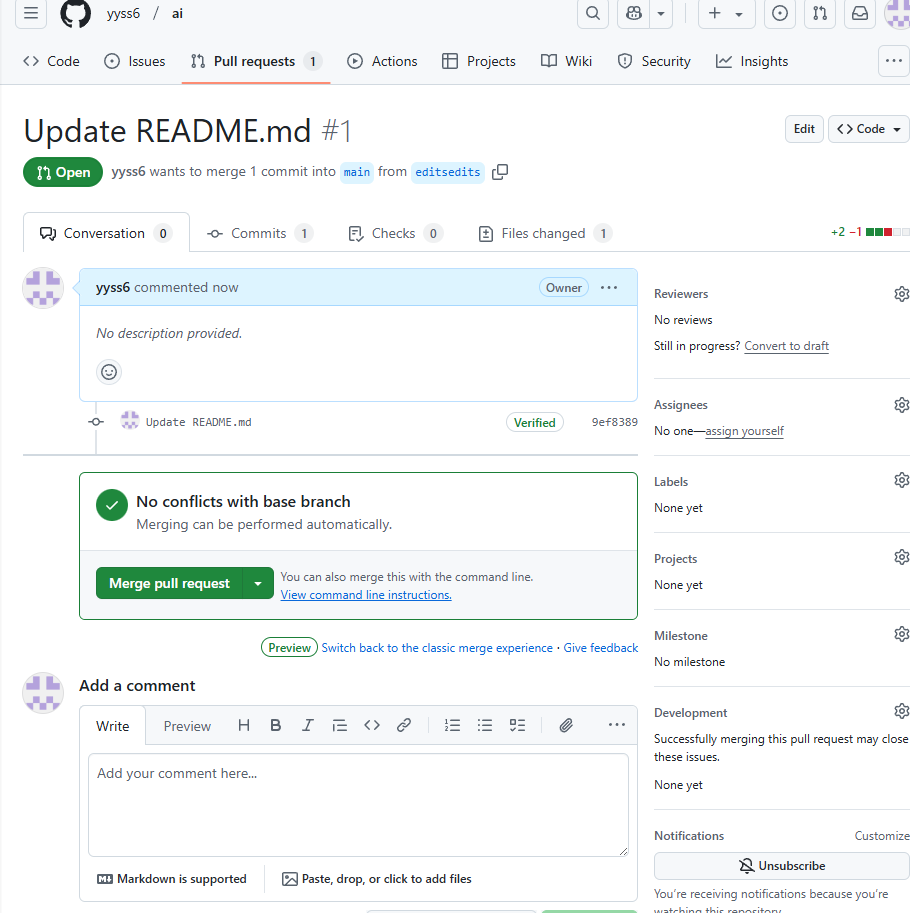 yyss6 / ai
Code Issues Pull requests 1 Actions Projects Wiki Security Insights
Update README.md #1
Edit
Code
Open yyss6 wants to merge 1 commit into main from editsedits
Conversation 0 Commits 1 Checks 0 Files changed 1
+2 −1
yyss6 commented now Owner
No description provided.
Update README.md Verified 9ef8389
No conflicts with base branch
Merging can be performed automatically.
Merge pull request
You can also merge this with the command line.
View command line instructions.
Preview Switch back to the classic merge experience · Give feedback
Add a comment
Write Preview
Add your comment here...
Markdown is supported
Paste, drop, or click to add files
Reviewers
No reviews
Still in progress? Convert to draft
Assignees
No one—assign yourself
Labels
None yet
Projects
None yet
Milestone
No milestone
Development
Successfully merging this pull request may close
these issues.
None yet
Notifications Customize
Unsubscribe
You're receiving notifications because you're
watching this repository.